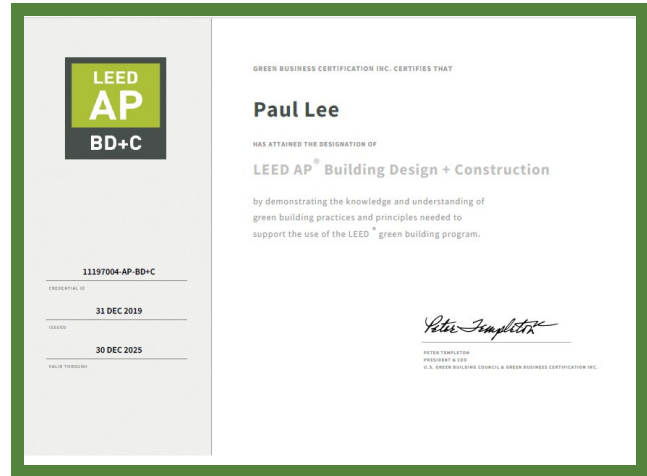 LEED
AP
BD+C
GREEN BUSINESS CERTIFICATION INC. CERTIFIES THAT
Paul Lee
HAS ATTAINED THE DESIGNATION OF
LEED AP® Building Design + Construction
by demonstrating the knowledge and understanding of
green building practices and principles needed to
support the use of the LEED ® green building program.
11197004-AP-BD+C
CREDENTIAL ID
31 DEC 2019
ISSUED
30 DEC 2025
VALID THROUGH
Peter Templeton
PETER TEMPLETON
PRESIDENT & CEO
U.S. GREEN BUILDING COUNCIL & GREEN BUSINESS CERTIFICATION INC.